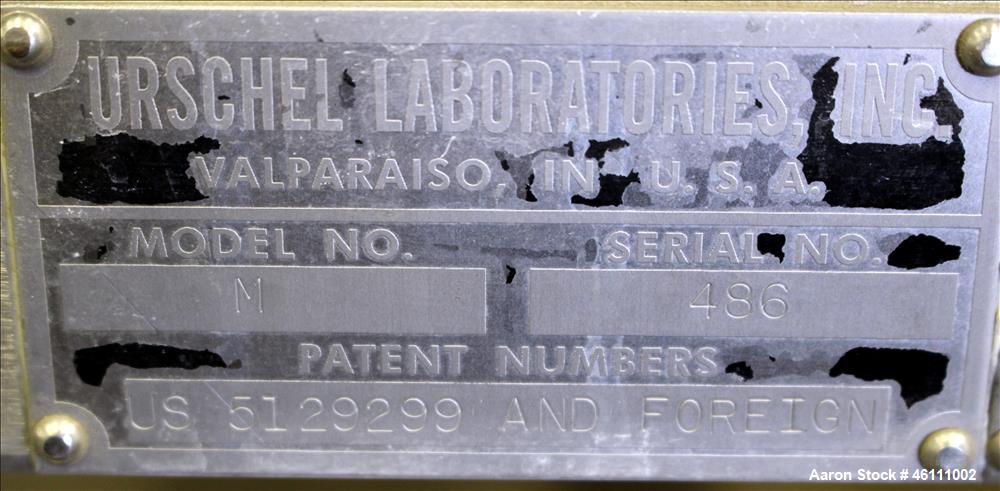 URSCHEL LABORATORIES, INC.
VALPARAISO, IN U. S. A.
MODEL NO. SERIAL NO.
M 486
PATENT NUMBERS
US 5129299 AND FOREIGN
Aaron Stock # 46111002